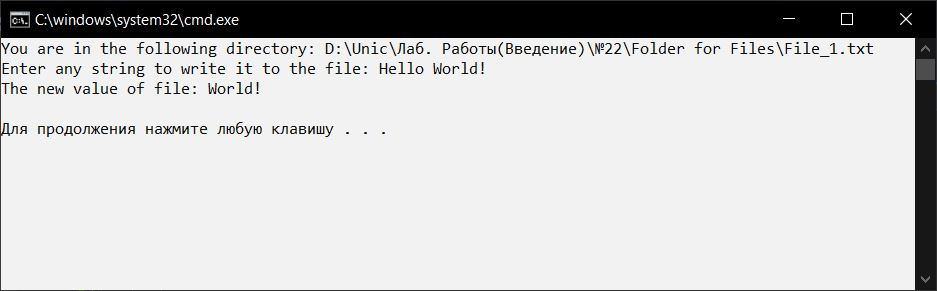 C:\windows\system32\cmd.exe
You are in the following directory: D:\Unic\Лаб. Работы(Введение)\№22\Folder for Files\File_1.txt
Enter any string to write it to the file: Hello World!
The new value of file: World!
Для продолжения нажмите любую клавишу . . .